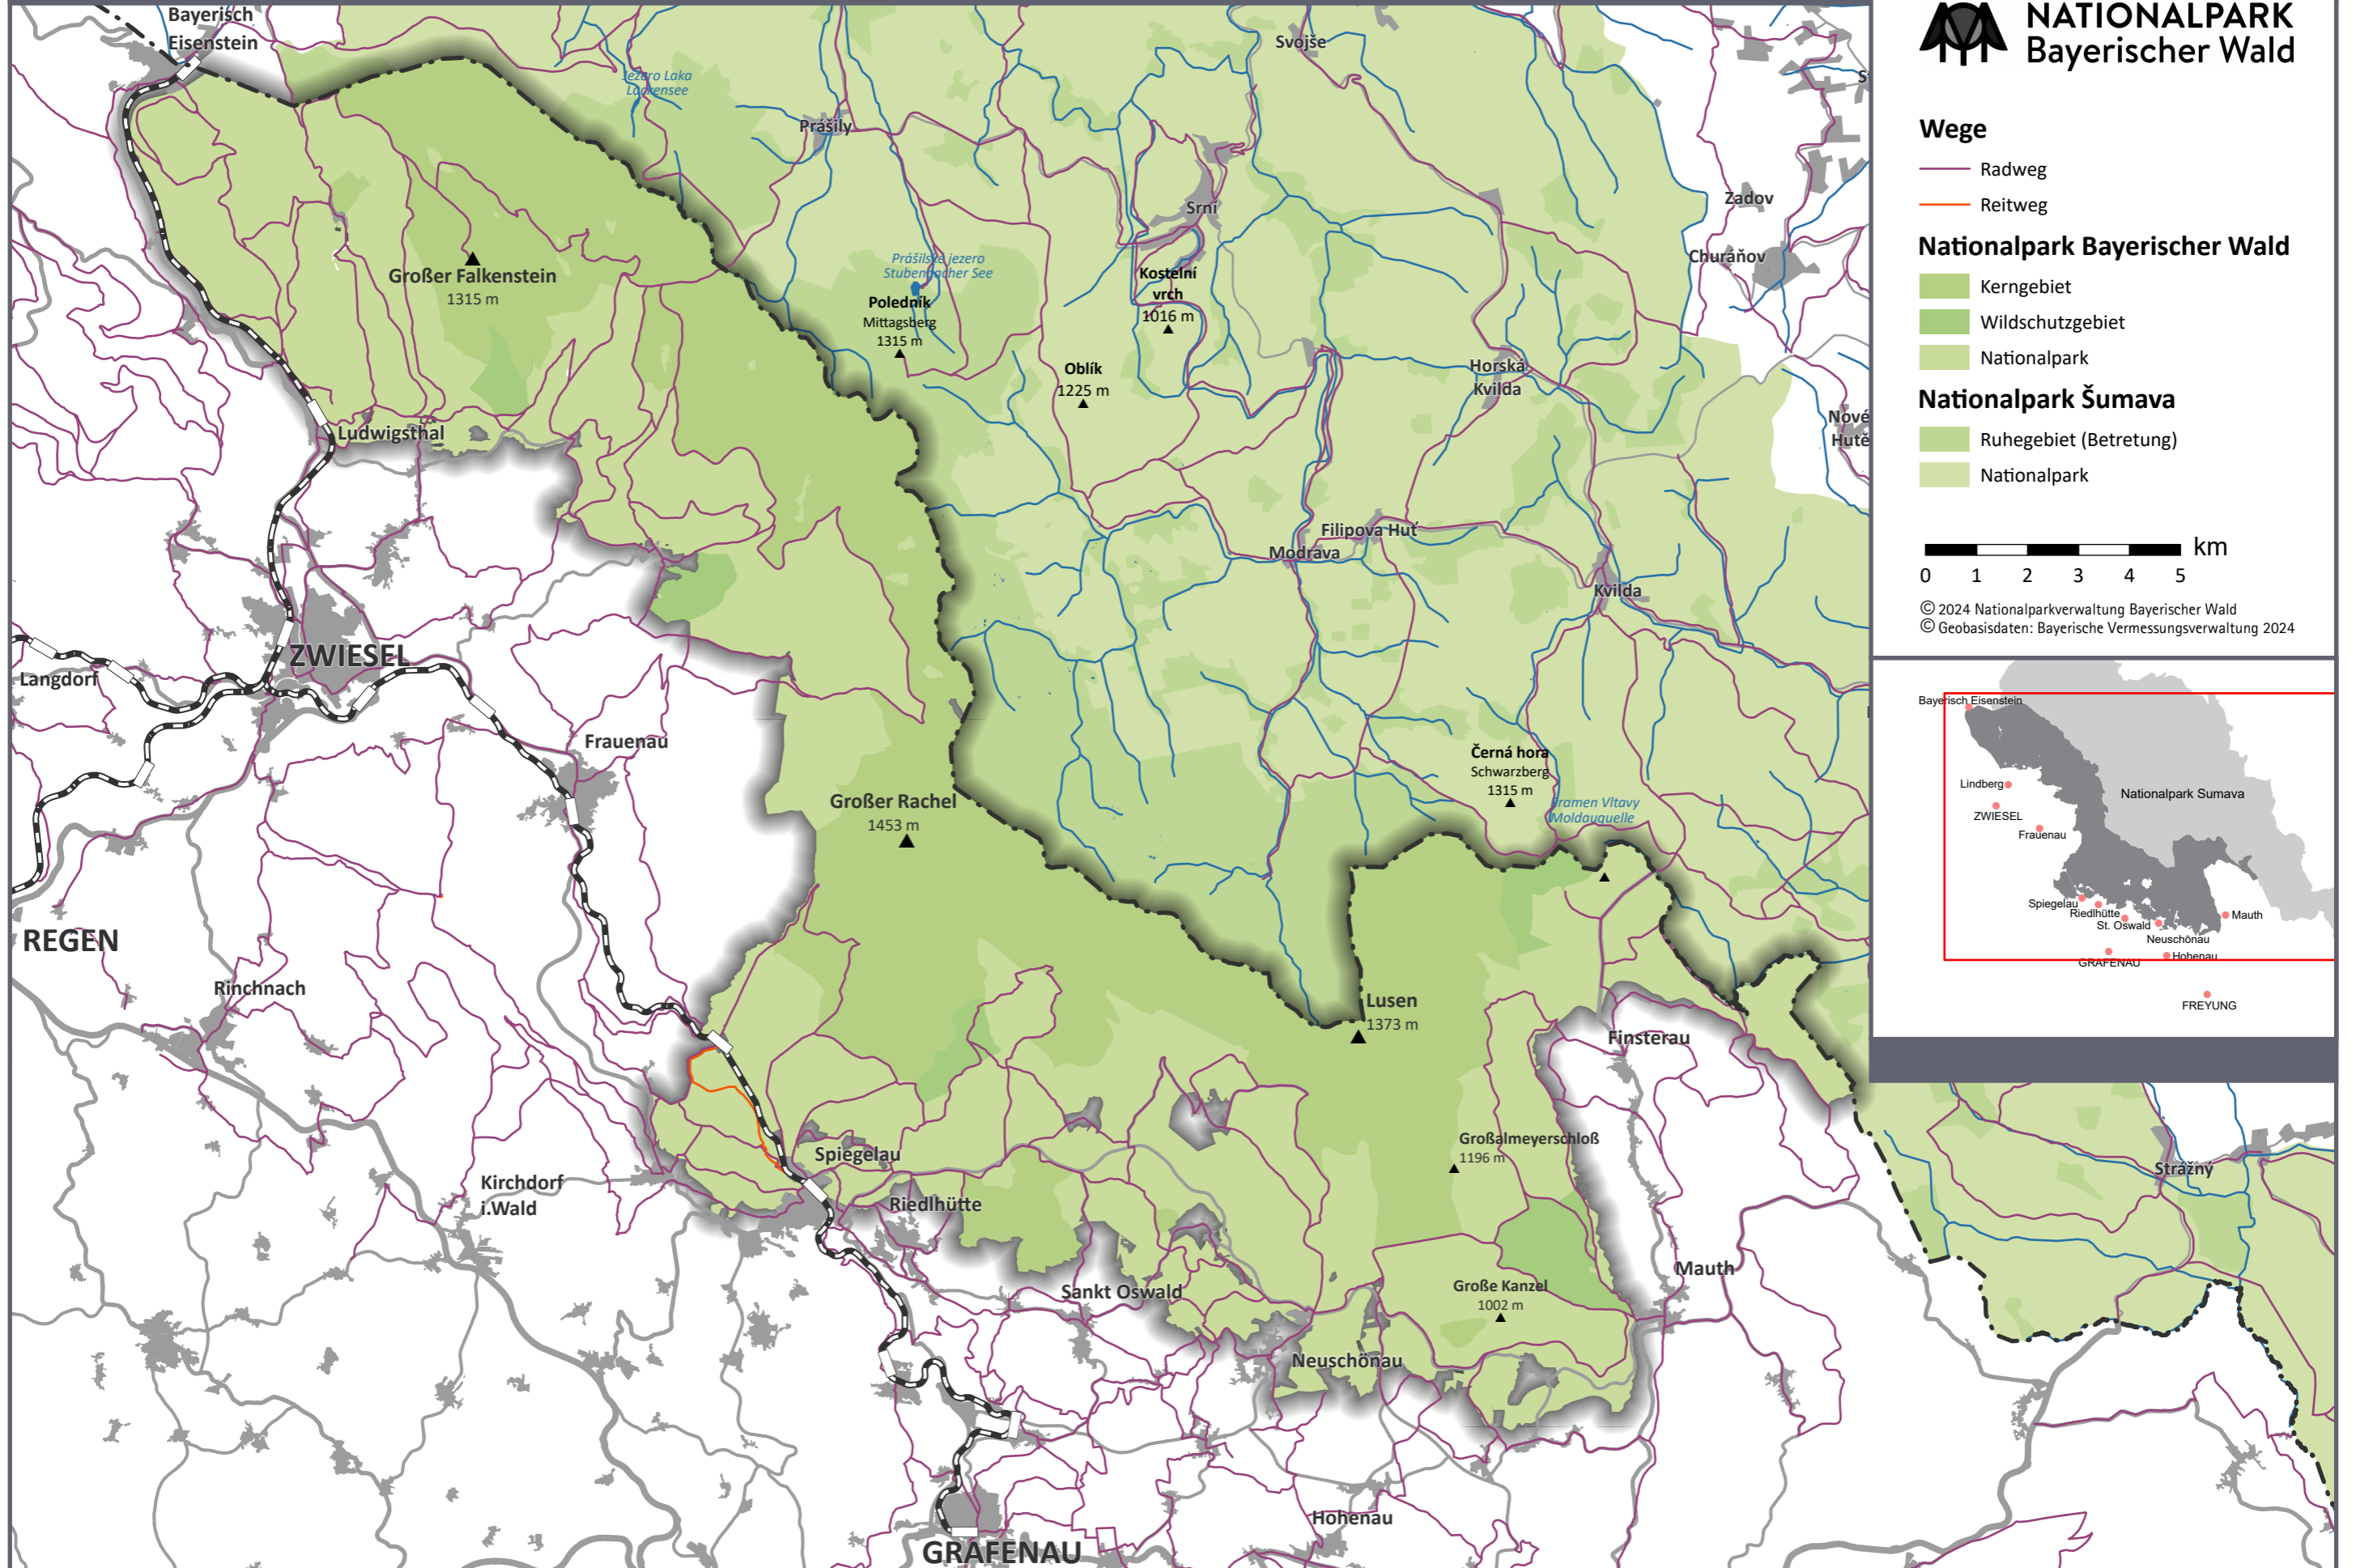 Bayerisch
Eisenstein
Jezero Laka
Lackensee
Prášily
Svojše
Srní
Zadov
Churáňov
Großer Falkenstein
1315 m
Prášilské jezero
Stubenbacher See
Poledník
Mittagsberg
1315 m
Kostelní
vrch
1016 m
Oblík
1225 m
Horská
Kvilda
Nové
Hutě
Ludwigsthal
Filipova Huť
Modrava
Kvilda
ZWIESEL
Langdorf
Frauenau
Černá hora
Schwarzberg
1315 m
Pramen Vltavy
Moldauquelle
Großer Rachel
1453 m
REGEN
Rinchnach
Lusen
1373 m
Finsterau
Großalmeyerschloß
1196 m
Spiegelau
Kirchdorf
i.Wald
Riedlhütte
Strážný
Mauth
Große Kanzel
1002 m
Sankt Oswald
Neuschönau
Hohenau
GRAFENAU
NATIONALPARK
Bayerischer Wald
Wege
Radweg
Reitweg
Nationalpark Bayerischer Wald
Kerngebiet
Wildschutzgebiet
Nationalpark
Nationalpark Šumava
Ruhegebiet (Betretung)
Nationalpark
km
0 1 2 3 4 5
© 2024 Nationalparkverwaltung Bayerischer Wald
© Geobasisdaten: Bayerische Vermessungsverwaltung 2024
Bayerisch Eisenstein
Lindberg
Nationalpark Sumava
ZWIESEL
Frauenau
Spiegelau
Riedlhütte
Mauth
St. Oswald
Neuschönau
Hohenau
GRAFENAU
FREYUNG